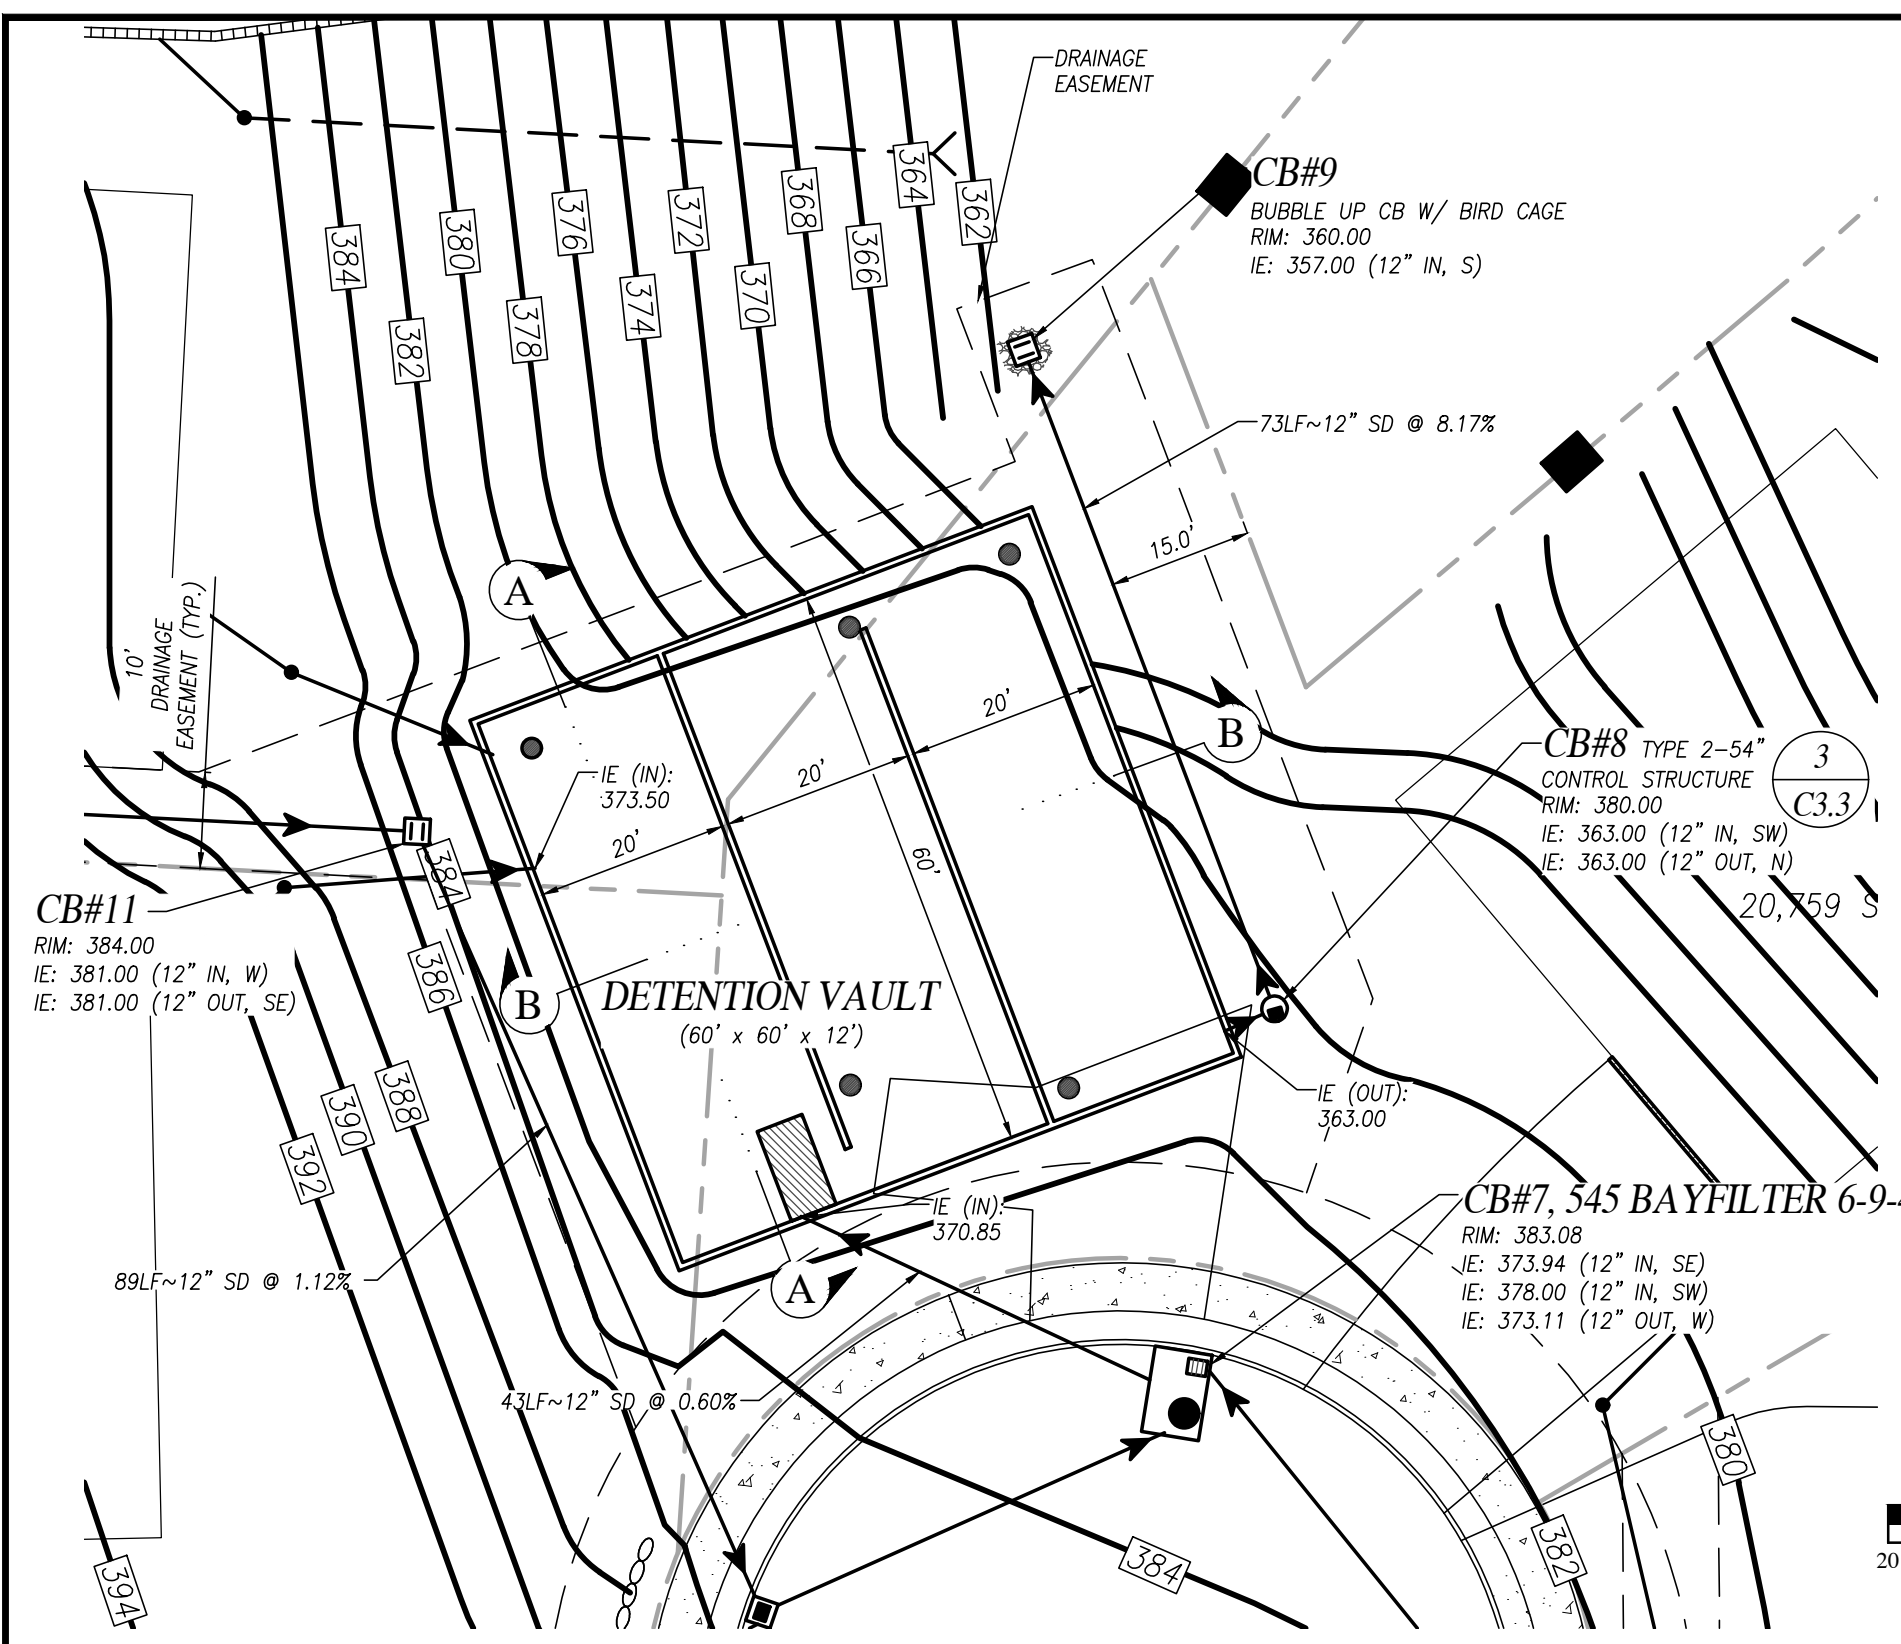 DRAINAGE
EASEMENT
CB#9
BUBBLE UP CB W/ BIRD CAGE
RIM: 360.00
IE: 357.00 (12" IN, S)
384
382
380
378
376
374
372
370
368
366
364
362
73LF~12" SD @ 8.17%
15.0'
A
10'
DRAINAGE
EASEMENT (TYP.)
20'
20'
20'
60'
B
IE (IN):
373.50
CB#8 TYPE 2-54"
CONTROL STRUCTURE
RIM: 380.00
IE: 363.00 (12" IN, SW)
IE: 363.00 (12" OUT, N)
3
C3.3
20,759 S
384
CB#11
RIM: 384.00
IE: 381.00 (12" IN, W)
IE: 381.00 (12" OUT, SE)
386
B
DETENTION VAULT
(60' x 60' x 12')
388
390
392
IE (OUT):
363.00
IE (IN):
370.85
CB#7, 545 BAYFILTER 6-9-4
RIM: 383.08
IE: 373.94 (12" IN, SE)
IE: 378.00 (12" IN, SW)
IE: 373.11 (12" OUT, W)
89LF~12" SD @ 1.12%
A
43LF~12" SD @ 0.60%
380
382
384
394
20